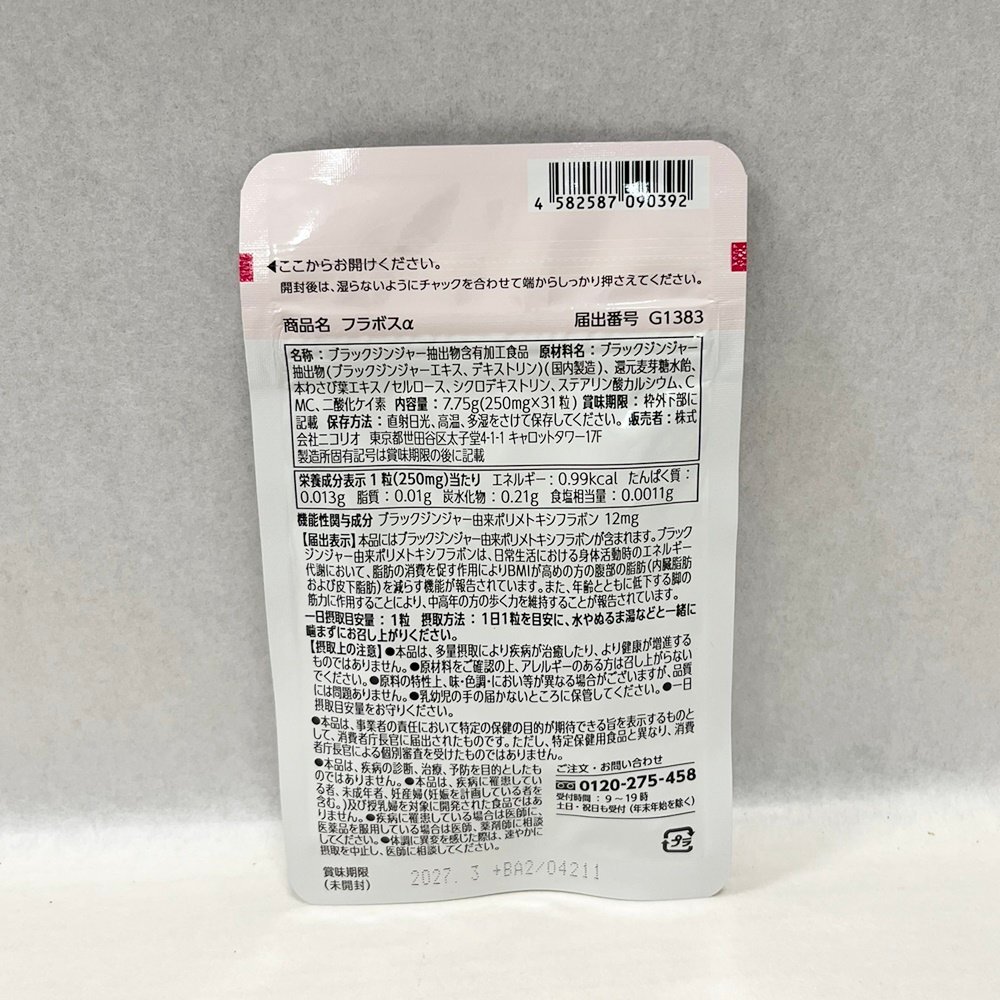 4 582587 090392
◀ここからお開けください。
開封後は、湿らないようにチャックを合わせて端からしっかり押さえてください。
商品名 フラボスα 届出番号 G1383
名称：ブラックジンジャー抽出物含有加工食品 原材料名：ブラックジンジャー
抽出物(ブラックジンジャーエキス、デキストリン)(国内製造)、還元麦芽糖水飴、
本わさび葉エキス/セルロース、シクロデキストリン、ステアリン酸カルシウム、C
MC、二酸化ケイ素 内容量：7.75g(250mg×31粒) 賞味期限：枠外下部に
記載 保存方法：直射日光、高温、多湿をさけて保存してください。 販売者：株式
会社ニコリオ 東京都世田谷区太子堂4-1-1 キャロットタワー17F
製造所固有記号は賞味期限の後に記載
栄養成分表示 1粒(250mg)当たり エネルギー：0.99kcal たんぱく質：
0.013g 脂質：0.01g 炭水化物：0.21g 食塩相当量：0.0011g
機能性関与成分 ブラックジンジャー由来ポリメトキシフラボン 12mg
【届出表示】本品にはブラックジンジャー由来ポリメトキシフラボンが含まれます。ブラック
ジンジャー由来ポリメトキシフラボンは、日常生活における身体活動時のエネルギー
代謝において、脂肪の消費を促す作用によりBMIが高めの方の腹部の脂肪(内臓脂肪
および皮下脂肪)を減らす機能が報告されています。また、年齢とともに低下する脚の
筋力に作用することにより、中高年の方の歩く力を維持することが報告されています。
一日摂取目安量：1粒 摂取方法：1日1粒を目安に、水やぬるま湯などと一緒に
噛まずにお召し上がりください。
【摂取上の注意】●本品は、多量摂取により疾病が治癒したり、より健康が増進する
ものではありません。●原材料をご確認の上、アレルギーのある方は召し上がらない
でください。●原料の特性上、味・色調・におい等が異なる場合がございますが、品質
には問題ありません。●乳幼児の手の届かないところに保管してください。●一日
摂取目安量をお守りください。
●本品は、事業者の責任において特定の保健の目的が期待できる旨を表示するものと
して、消費者庁長官に届出されたものです。ただし、特定保健用食品と異なり、消費
者庁長官による個別審査を受けたものではありません。
●本品は、疾病の診断、治療、予防を目的としたも
のではありません。●本品は、疾病に罹患してい
る者、未成年者、妊産婦(妊娠を計画している者を
含む。)及び授乳婦を対象に開発された食品ではあ
りません。●疾病に罹患している場合は医師に、
医薬品を服用している場合は医師、薬剤師に相談
してください。●体調に異変を感じた際は、速やかに
摂取を中止し、医師に相談してください。
ご注文・お問い合わせ
0120-275-458
受付時間：9～19時
土日・祝日も受付(年末年始を除く)
プラ
賞味期限
(未開封)
2027. 3 +BA2/04211